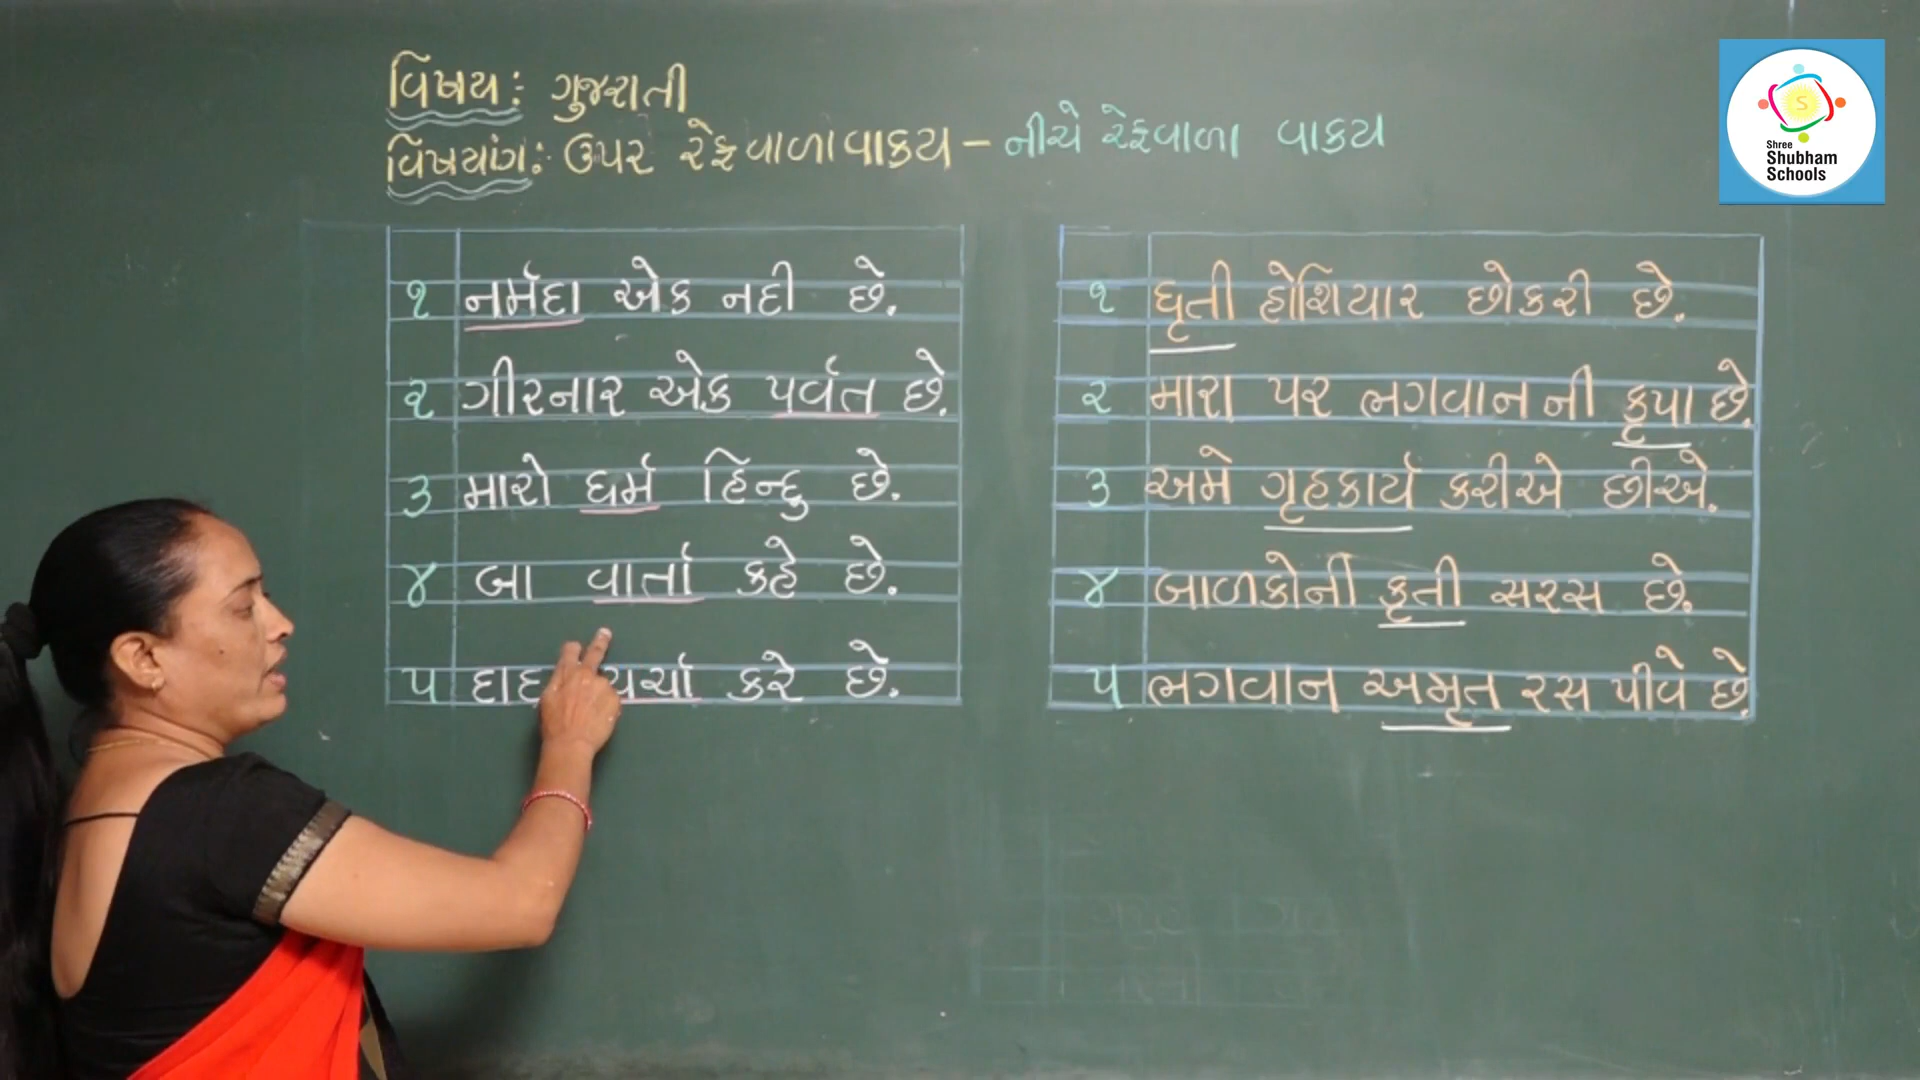 વિષય: ગુજરાતી
વિષયાંગ: ઉપર રેફવાળા વાક્ય - નીચે રેફવાળા વાક્ય
Shree
Shubham
Schools
૧ નર્મદા એક નદી છે.
૨ ગીરનાર એક પર્વત છે.
૩ મારો ધર્મ હિન્દુ છે.
૪ બા વાર્તા કહે છે.
૫ ચર્ચા કરે છે.
૧ ધૃતી હોશિયાર છોકરી છે.
૨ મારા પર ભગવાન ની કૃપા છે.
૩ અમે ગૃહકાર્ય કરીએ છીએ.
૪ બાળકોની કૃતી સરસ છે.
૫ ભગવાન અમૃત રસ પીવે છે.